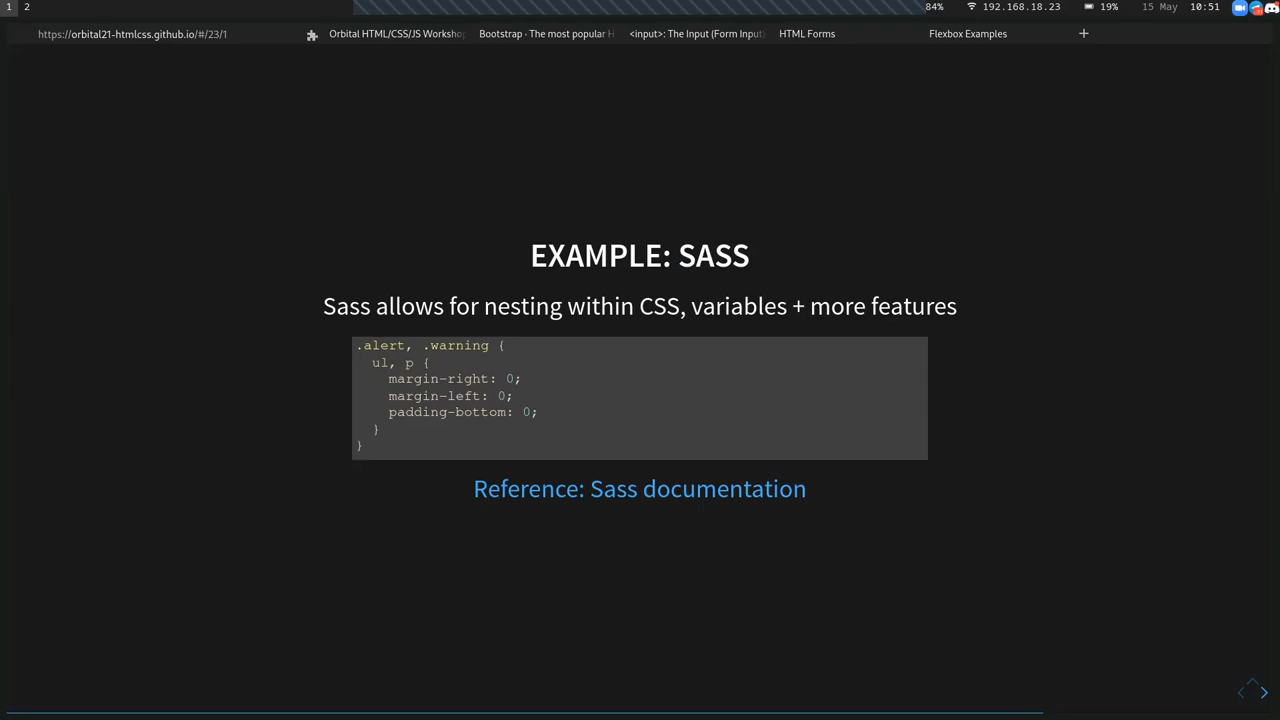 1 2 84% 192.168.18.23 19% 15 May 10:51
https://orbital21-htmlcss.github.io/#/23/1 Orbital HTML/CSS/JS Worksho Bootstrap · The most popular H <input>: The Input (Form Input) HTML Forms Flexbox Examples +
EXAMPLE: SASS
Sass allows for nesting within CSS, variables + more features
.alert, .warning {
  ul, p {
    margin-right: 0;
    margin-left: 0;
    padding-bottom: 0;
  }
}
Reference: Sass documentation